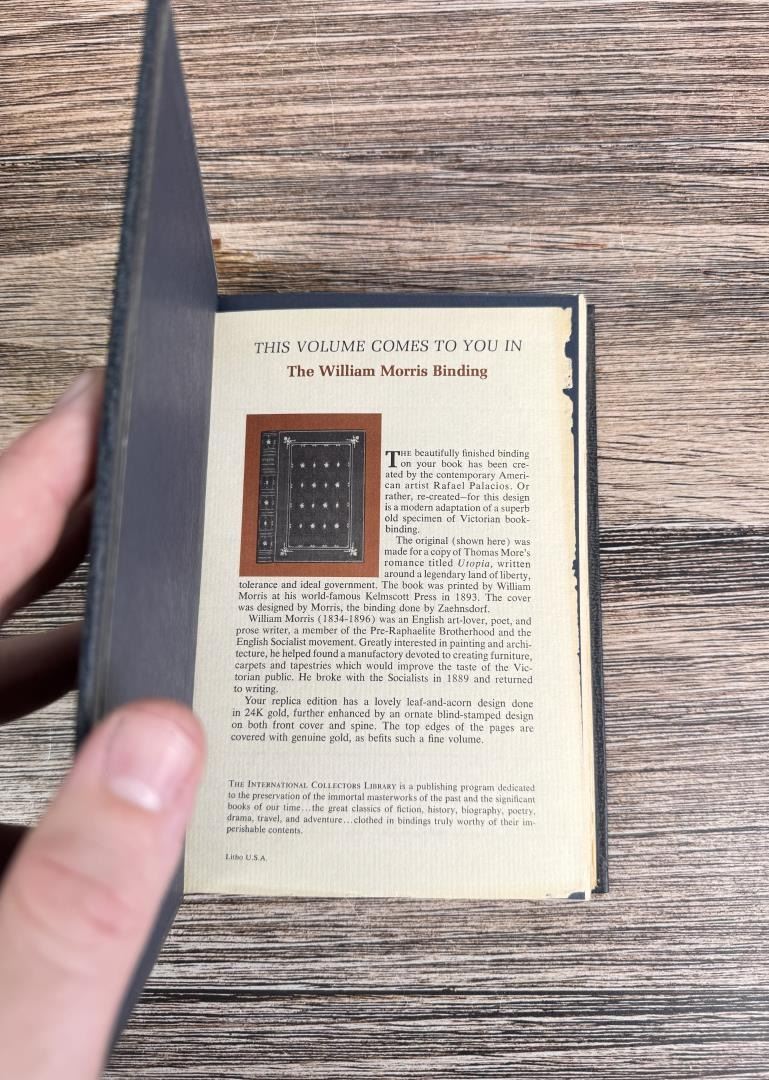 THIS VOLUME COMES TO YOU IN
The William Morris Binding
THE beautifully finished binding
on your book has been cre-
ated by the contemporary Ameri-
can artist Rafael Palacios. Or
rather, re-created—for this design
is a modern adaptation of a superb
old specimen of Victorian book-
binding.
The original (shown here) was
made for a copy of Thomas More's
romance titled Utopia, written
around a legendary land of liberty,
tolerance and ideal government. The book was printed by William
Morris at his world-famous Kelmscott Press in 1893. The cover
was designed by Morris, the binding done by Zaehnsdorf.
William Morris (1834-1896) was an English art-lover, poet, and
prose writer, a member of the Pre-Raphaelite Brotherhood and the
English Socialist movement. Greatly interested in painting and archi-
tecture, he helped found a manufactory devoted to creating furniture,
carpets and tapestries which would improve the taste of the Vic-
torian public. He broke with the Socialists in 1889 and returned
to writing.
Your replica edition has a lovely leaf-and-acorn design done
in 24K gold, further enhanced by an ornate blind-stamped design
on both front cover and spine. The top edges of the pages are
covered with genuine gold, as befits such a fine volume.
THE INTERNATIONAL COLLECTORS LIBRARY is a publishing program dedicated
to the preservation of the immortal masterworks of the past and the significant
books of our time...the great classics of fiction, history, biography, poetry,
drama, travel, and adventure...clothed in bindings truly worthy of their im-
perishable contents.
Litho U.S.A.